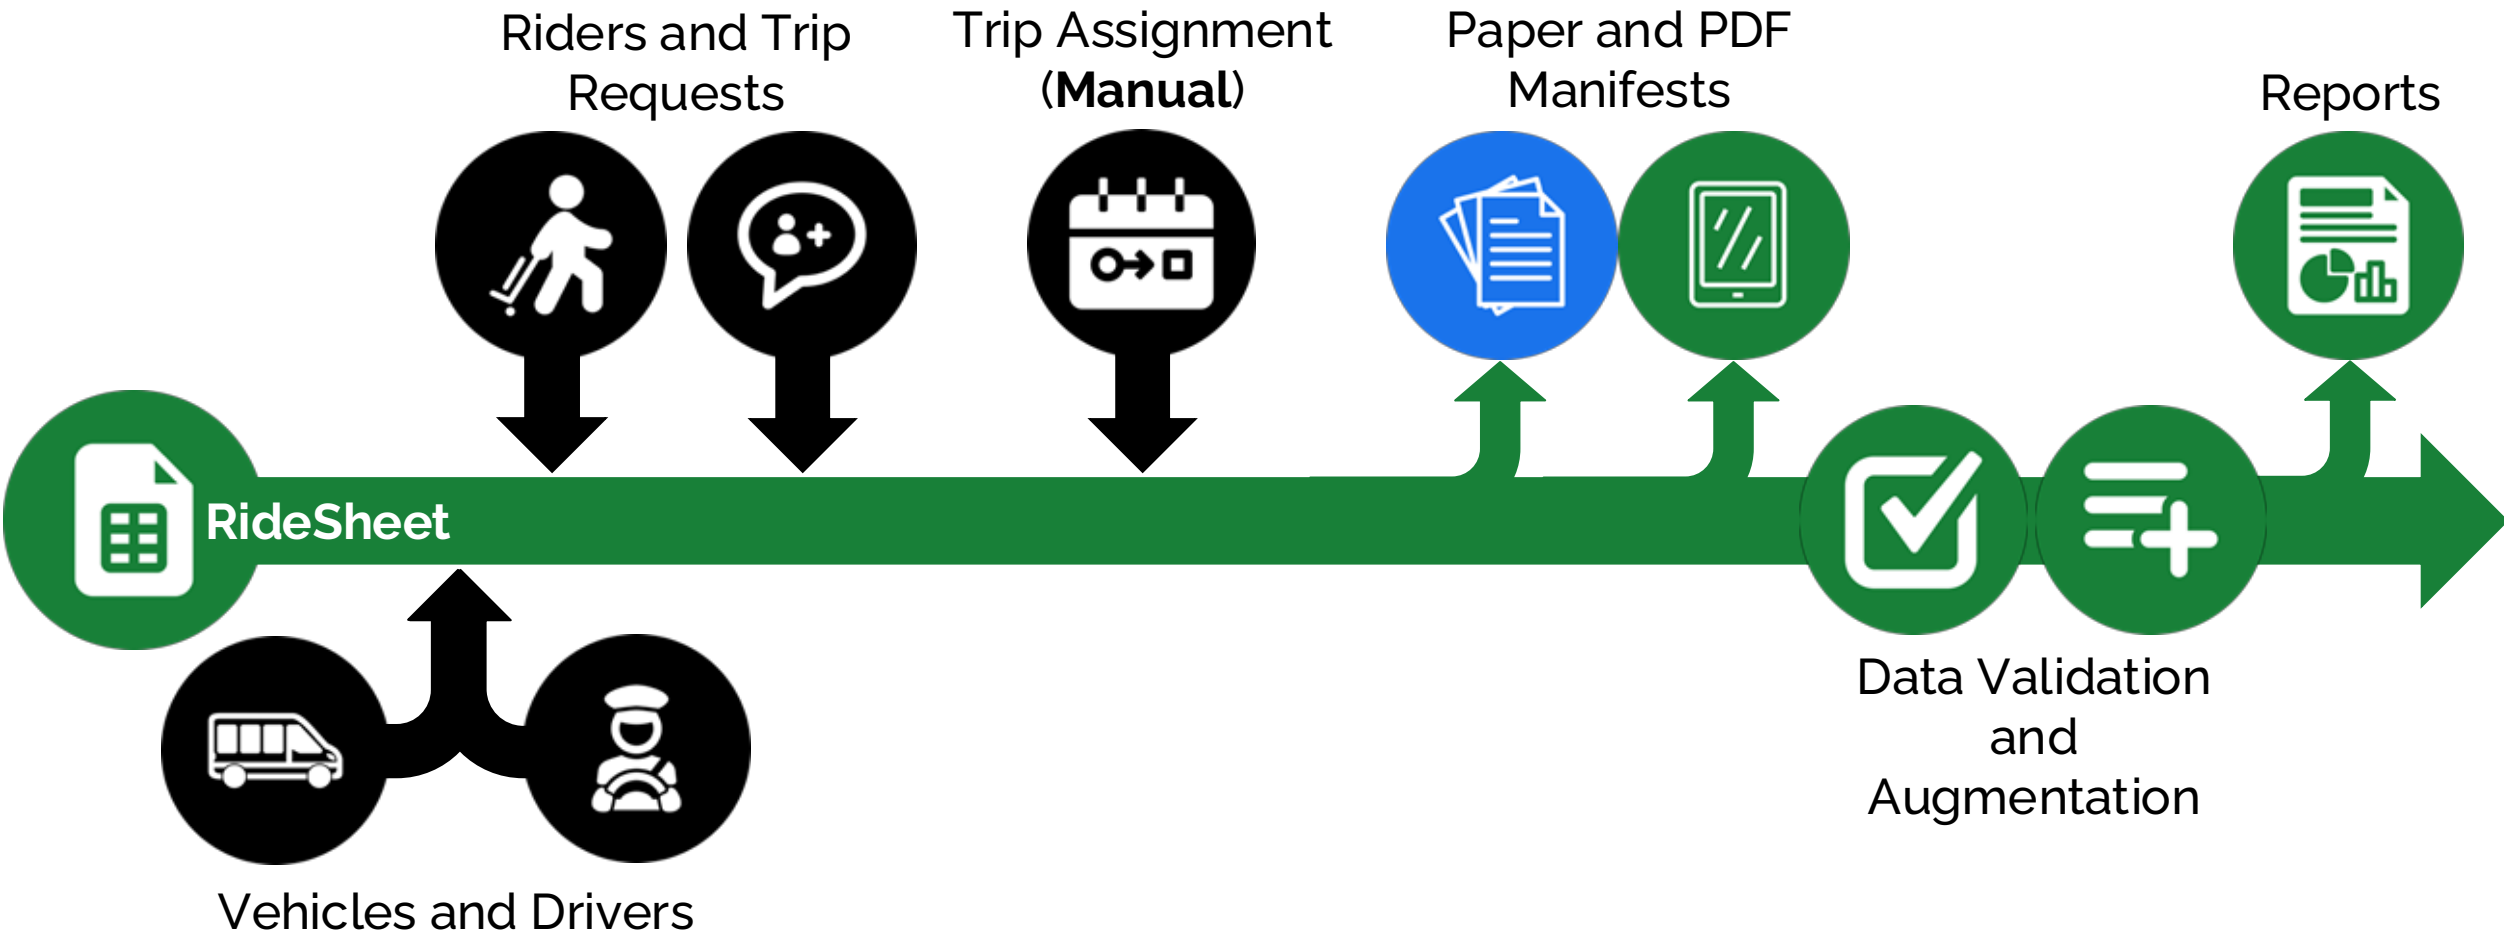 Riders and Trip
Requests
Trip Assignment
(Manual)
Paper and PDF
Manifests
Reports
RideSheet
Data Validation
and
Augmentation
Vehicles and Drivers